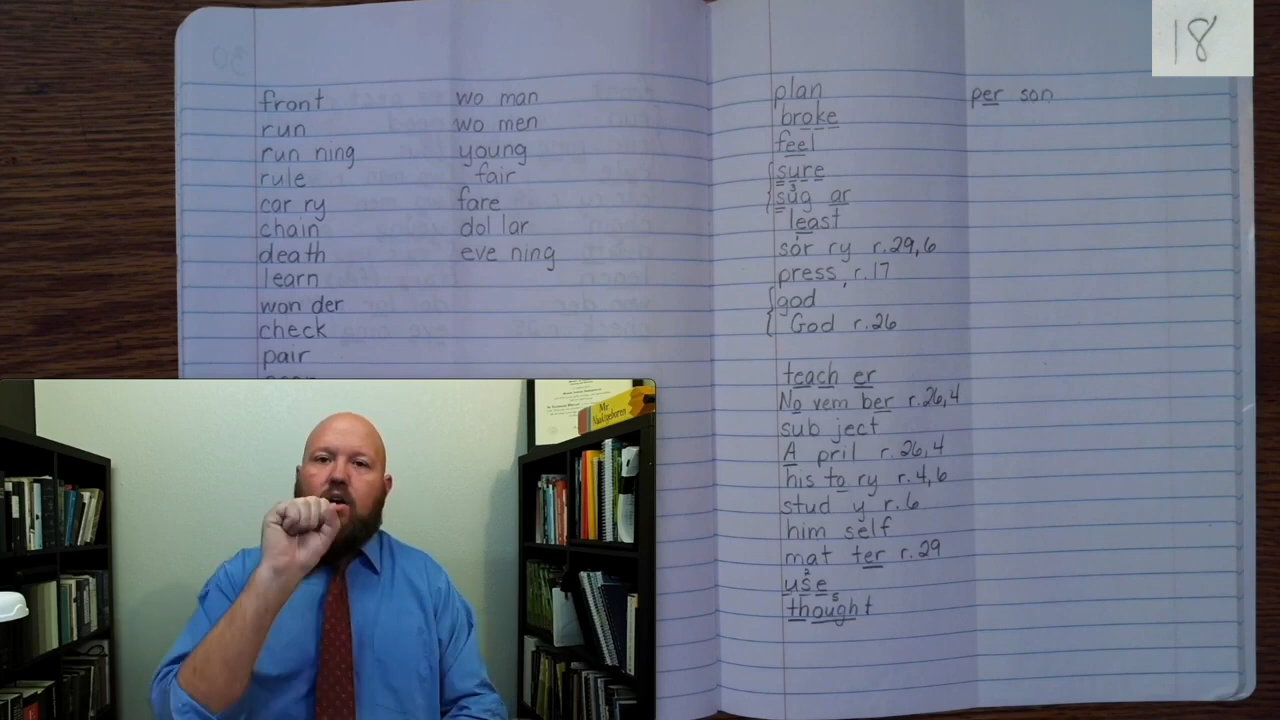 18
front
run
run ning
rule
car ry
chain
death
learn
won der
check
pair
wo man
wo men
young
fair
fare
dol lar
eve ning
plan
broke
feel
sure
sug ar
least
sor ry r.29,6
press, r.17
god
God r.26
teach er
No vem ber r.26,4
sub ject
A pril r.26,4
his to ry r.4,6
stud y r.6
him self
mat ter r.29
use
thought
per son
Mr